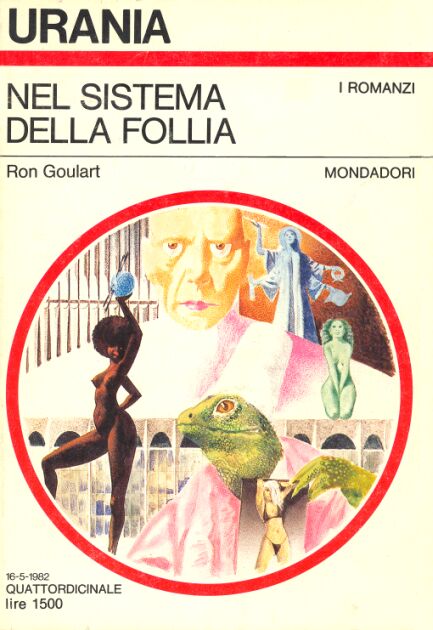 URANIA
NEL SISTEMA
DELLA FOLLIA
I ROMANZI
Ron Goulart
MONDADORI
16-5-1982
QUATTORDICINALE
lire 1500